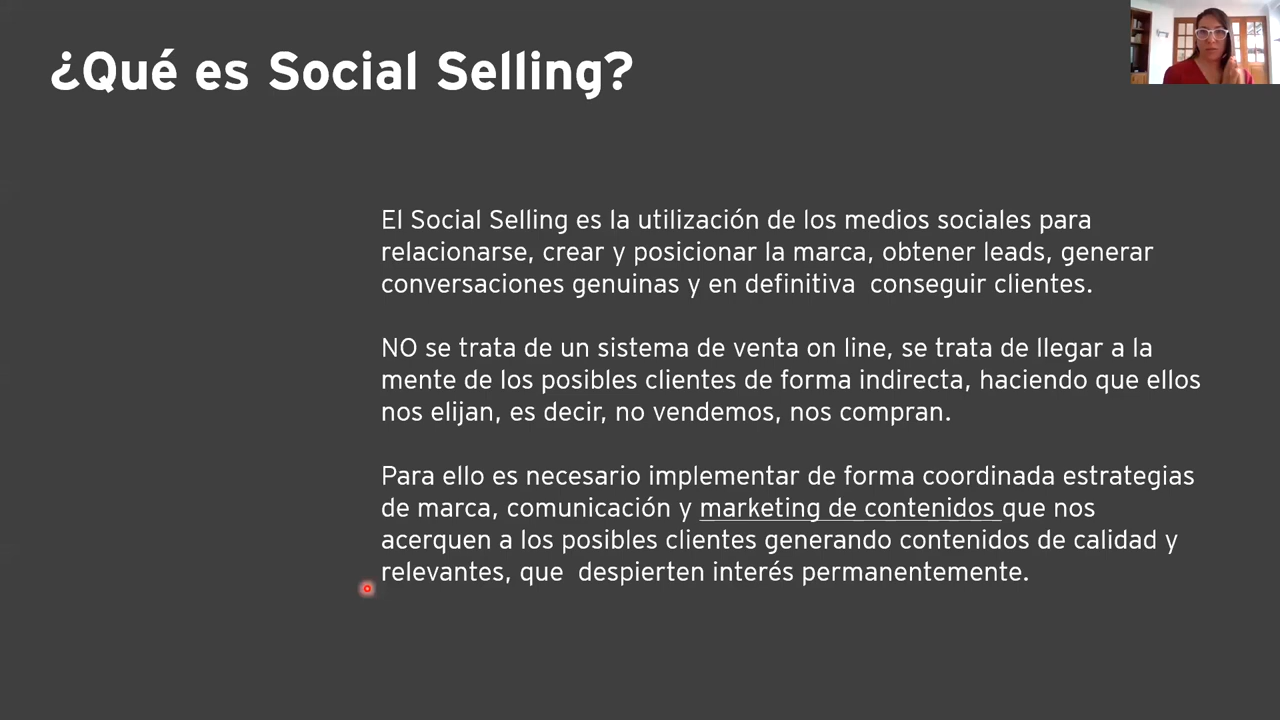 ¿Qué es Social Selling?
El Social Selling es la utilización de los medios sociales para
relacionarse, crear y posicionar la marca, obtener leads, generar
conversaciones genuinas y en definitiva  conseguir clientes.
NO se trata de un sistema de venta on line, se trata de llegar a la
mente de los posibles clientes de forma indirecta, haciendo que ellos
nos elijan, es decir, no vendemos, nos compran.
Para ello es necesario implementar de forma coordinada estrategias
de marca, comunicación y marketing de contenidos que nos
acerquen a los posibles clientes generando contenidos de calidad y
relevantes, que  despierten interés permanentemente.